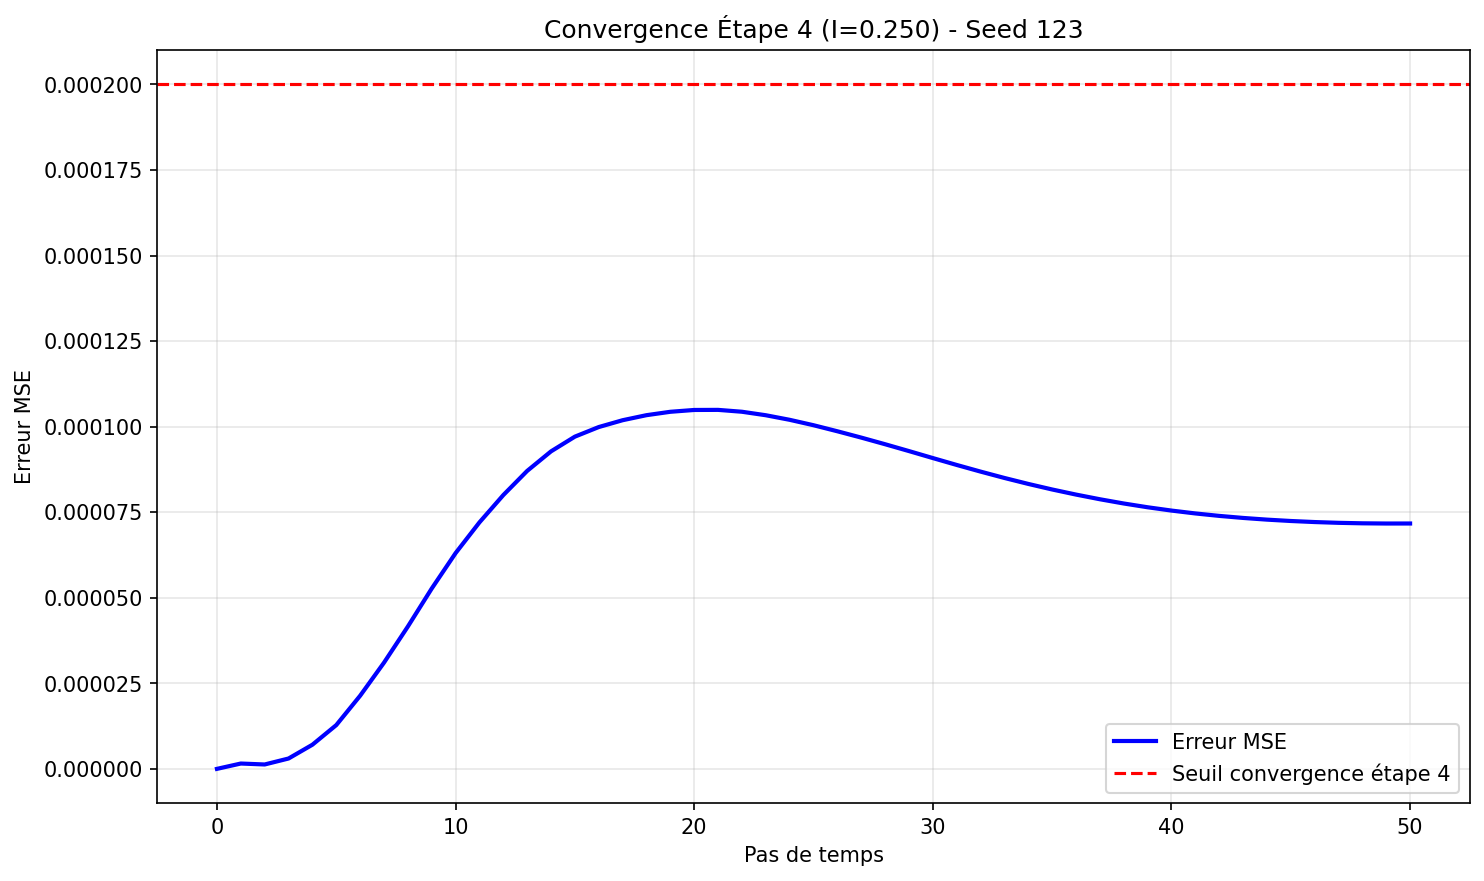 Convergence Étape 4 (I=0.250) - Seed 123
0.000200
0.000175
0.000150
0.000125
0.000100
0.000075
0.000050
0.000025
0.000000
Erreur MSE
0 10 20 30 40 50
Pas de temps
Erreur MSE
Seuil convergence étape 4